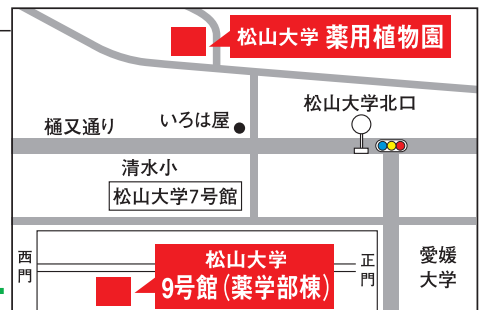 松山大学 薬用植物園
松山大学北口
樋又通り
いろは屋
清水小
松山大学7号館
西門
松山大学
9号館(薬学部棟)
正門
愛媛
大学